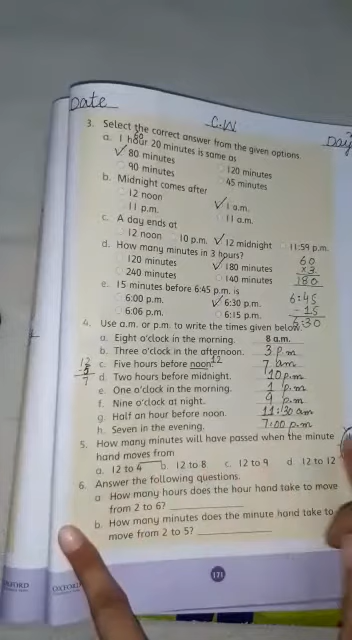 Date
C.W
Day
3. Select the correct answer from the given options.
60
a. 1 hour 20 minutes is same as
✓ 80 minutes 120 minutes
90 minutes 45 minutes
b. Midnight comes after
12 noon ✓ 1 a.m.
11 p.m. 11 a.m.
c. A day ends at
12 noon 10 p.m. ✓ 12 midnight 11:59 p.m.
d. How many minutes in 3 hours?
120 minutes ✓ 180 minutes
240 minutes 140 minutes
60
×3
180
e. 15 minutes before 6:45 p.m. is
6:00 p.m. ✓ 6:30 p.m.
6:06 p.m. 6:15 p.m.
6:45
- 15
6:30
4. Use a.m. or p.m. to write the times given below.
a. Eight o'clock in the morning. 8 a.m.
b. Three o'clock in the afternoon. 3 p.m
c. Five hours before noon. 12 7 am
12
- 5
7
d. Two hours before midnight. 10 p.m
e. One o'clock in the morning. 1 p.m
f. Nine o'clock at night. 9 p.m
g. Half an hour before noon. 11:30 am
h. Seven in the evening. 7:00 p.m
5. How many minutes will have passed when the minute
hand moves from
a. 12 to 4 b. 12 to 8 c. 12 to 9 d 12 to 12
6. Answer the following questions.
a How many hours does the hour hand take to move
from 2 to 6?
b. How many minutes does the minute hand take to
move from 2 to 5?
171
OXFORD
OXFORD